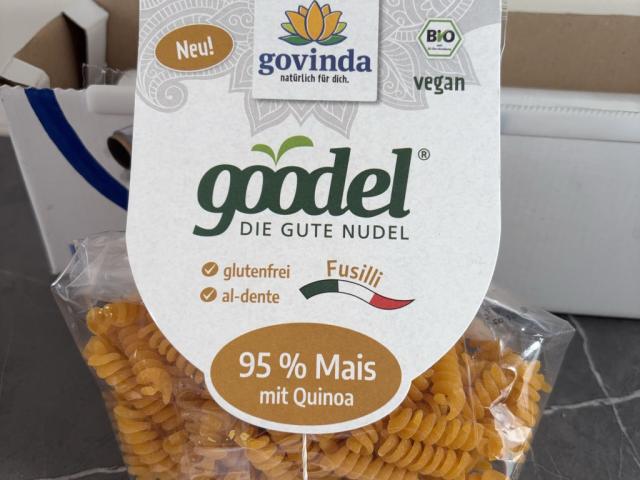 Neu!
govinda
natürlich für dich.
BIO
vegan
goodel®
DIE GUTE NUDEL
glutenfrei
al-dente
Fusilli
95 % Mais
mit Quinoa